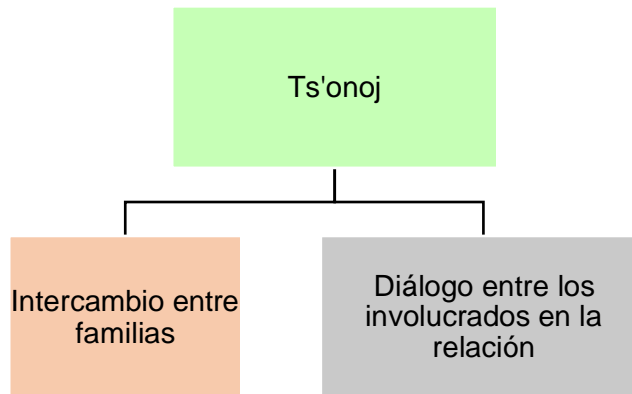 Ts'onoj
Intercambio entre
familias
Diálogo entre los
involucrados en la
relación